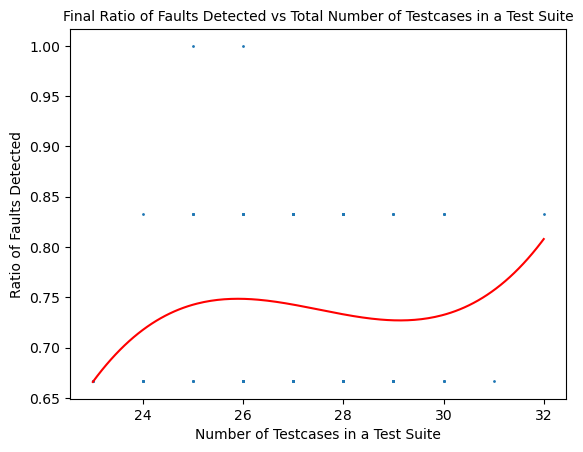 Final Ratio of Faults Detected vs Total Number of Testcases in a Test Suite
1.00
0.95
0.90
0.85
0.80
0.75
0.70
0.65
Ratio of Faults Detected
24 26 28 30 32
Number of Testcases in a Test Suite